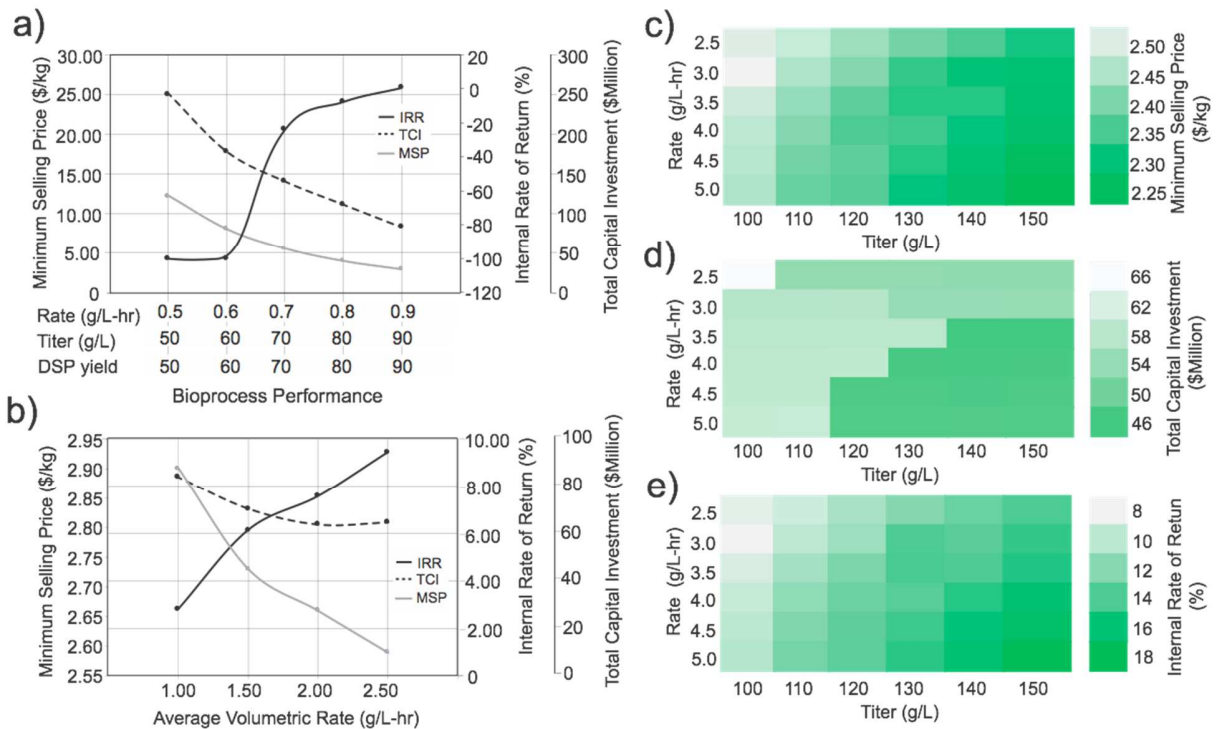 a)
Minimum Selling Price ($/kg)
30.00
25.00
20.00
15.00
10.00
5.00
0
IRR
TCI
MSP
20
0
-20
-40
-60
-80
-100
-120
Internal Rate of Return (%)
300
250
200
150
100
50
0
Total Capital Investment ($Million)
Rate (g/L-hr) 0.5 0.6 0.7 0.8 0.9
Titer (g/L) 50 60 70 80 90
DSP yield 50 60 70 80 90
Bioprocess Performance
b)
Minimum Selling Price ($/kg)
2.95
2.90
2.85
2.80
2.75
2.70
2.65
2.60
2.55
IRR
TCI
MSP
10.00
8.00
6.00
4.00
2.00
0
Internal Rate of Return (%)
100
80
60
40
20
0
Total Capital Investment ($Million)
1.00 1.50 2.00 2.50
Average Volumetric Rate (g/L-hr)
c)
Rate (g/L-hr)
2.5
3.0
3.5
4.0
4.5
5.0
100 110 120 130 140 150
Titer (g/L)
2.50
2.45
2.40
2.35
2.30
2.25
Minimum Selling Price
($/kg)
d)
Rate (g/L-hr)
2.5
3.0
3.5
4.0
4.5
5.0
100 110 120 130 140 150
Titer (g/L)
66
62
58
54
50
46
Total Capital Investment
($Million)
e)
Rate (g/L-hr)
2.5
3.0
3.5
4.0
4.5
5.0
100 110 120 130 140 150
Titer (g/L)
8
10
12
14
16
18
Internal Rate of Retun
(%)